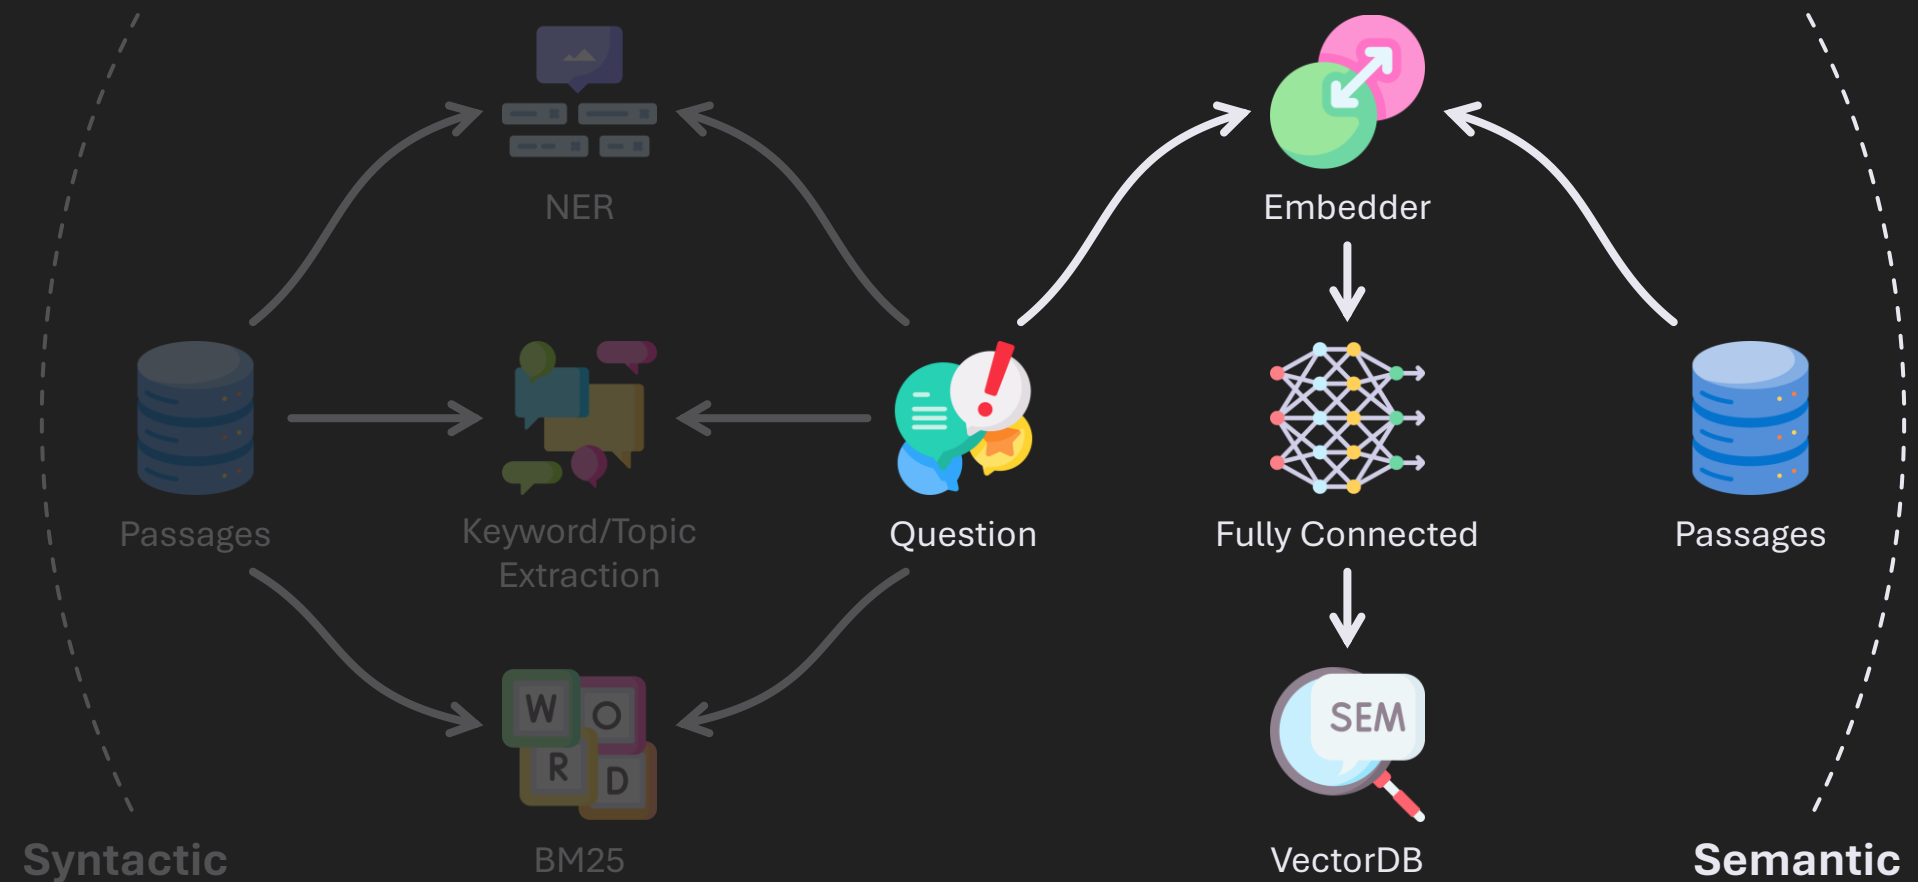 NER
Embedder
Passages
Keyword/Topic
Extraction
Question
Fully Connected
Passages
W
O
R
D
SEM
Syntactic
BM25
VectorDB
Semantic